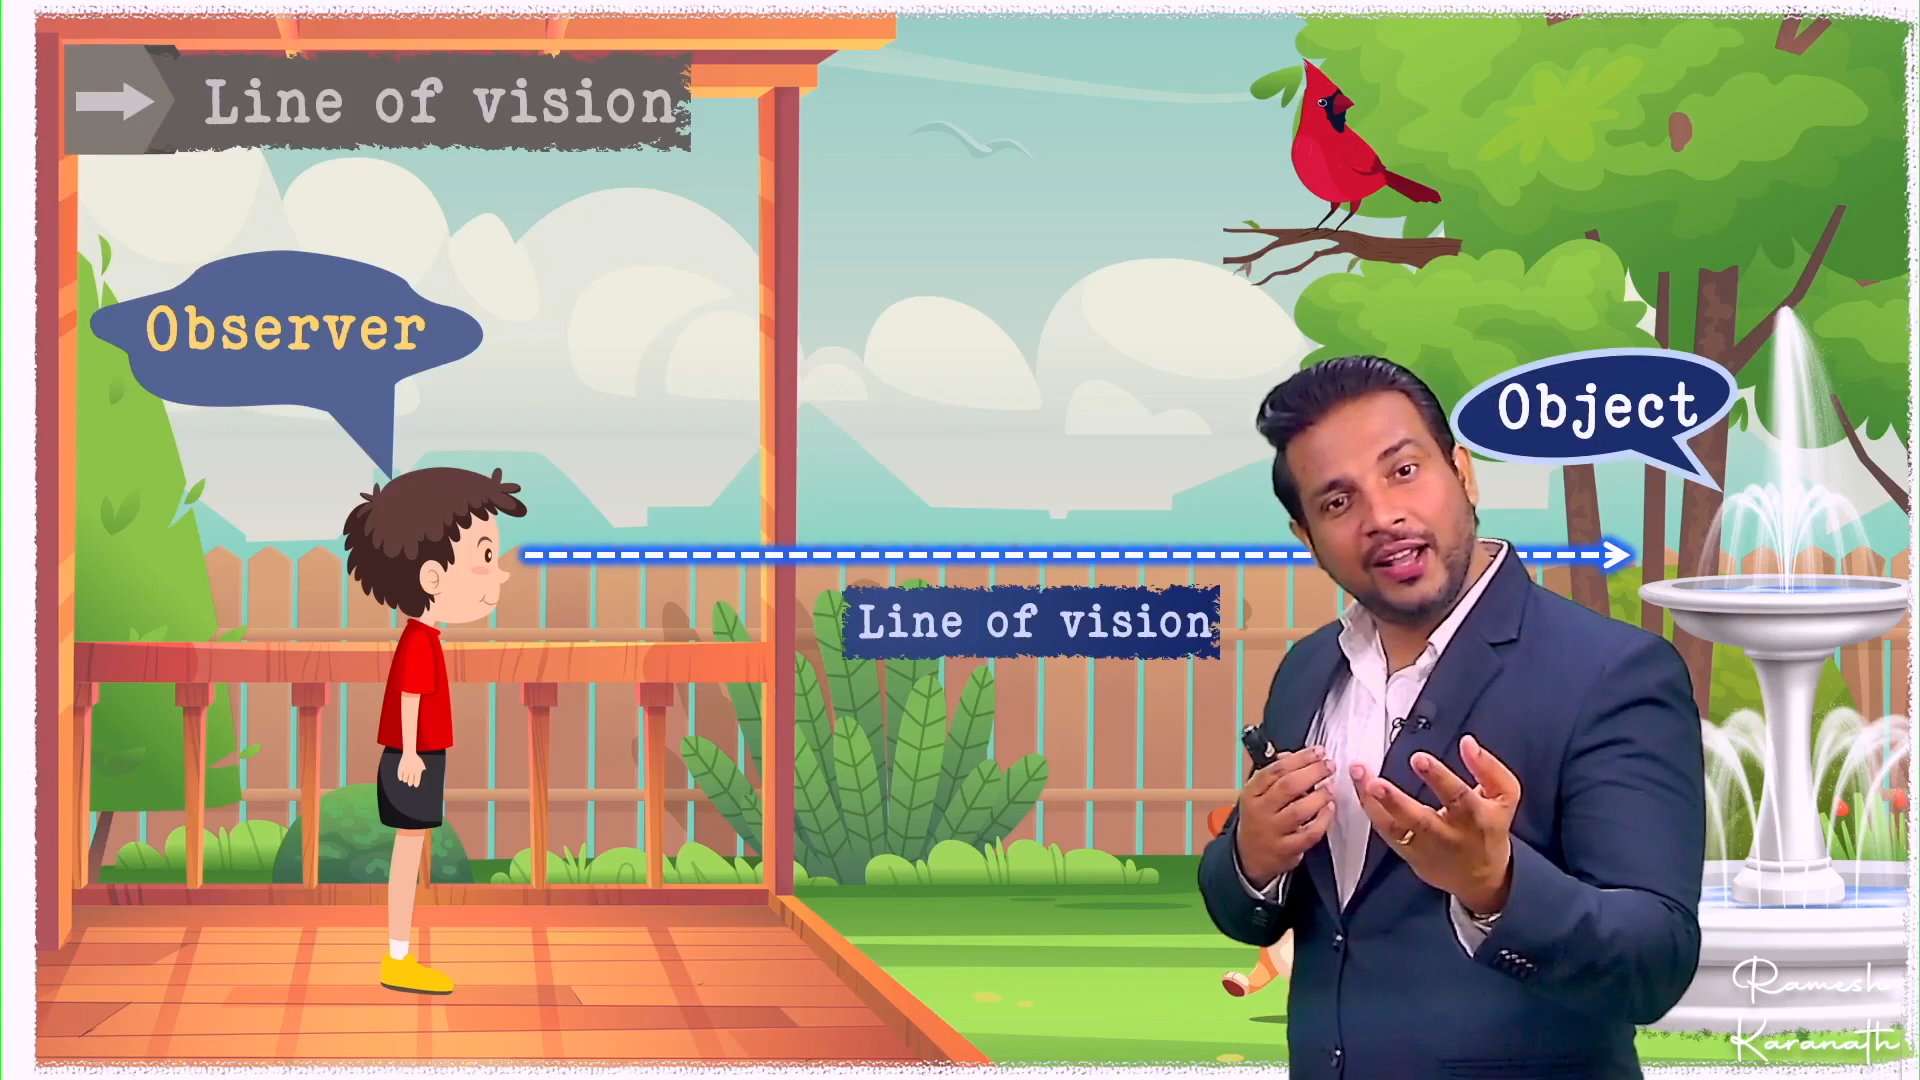 Line of vision
Observer
Object
Line of vision
Ramesh
Karanath